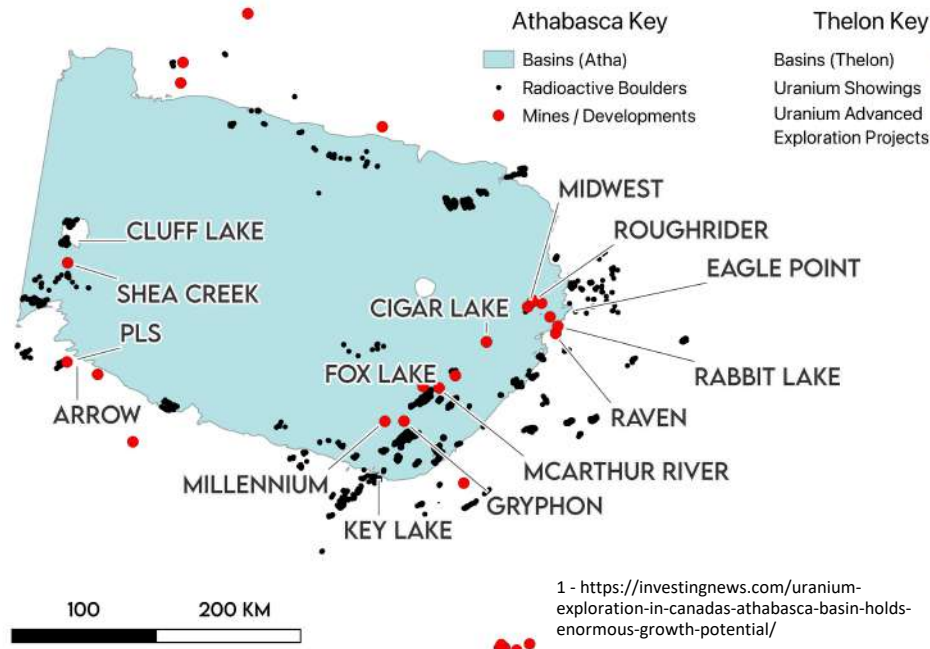 Athabasca Key
Thelon Key
Basins (Atha)
Basins (Thelon)
Radioactive Boulders
Uranium Showings
Mines / Developments
Uranium Advanced
Exploration Projects
MIDWEST
ROUGHRIDER
CLUFF LAKE
EAGLE POINT
SHEA CREEK
CIGAR LAKE
PLS
FOX LAKE
RABBIT LAKE
ARROW
RAVEN
MCARTHUR RIVER
MILLENNIUM
GRYPHON
KEY LAKE
1 - https://investingnews.com/uranium-
exploration-in-canadas-athabasca-basin-holds-
enormous-growth-potential/
100
200 KM